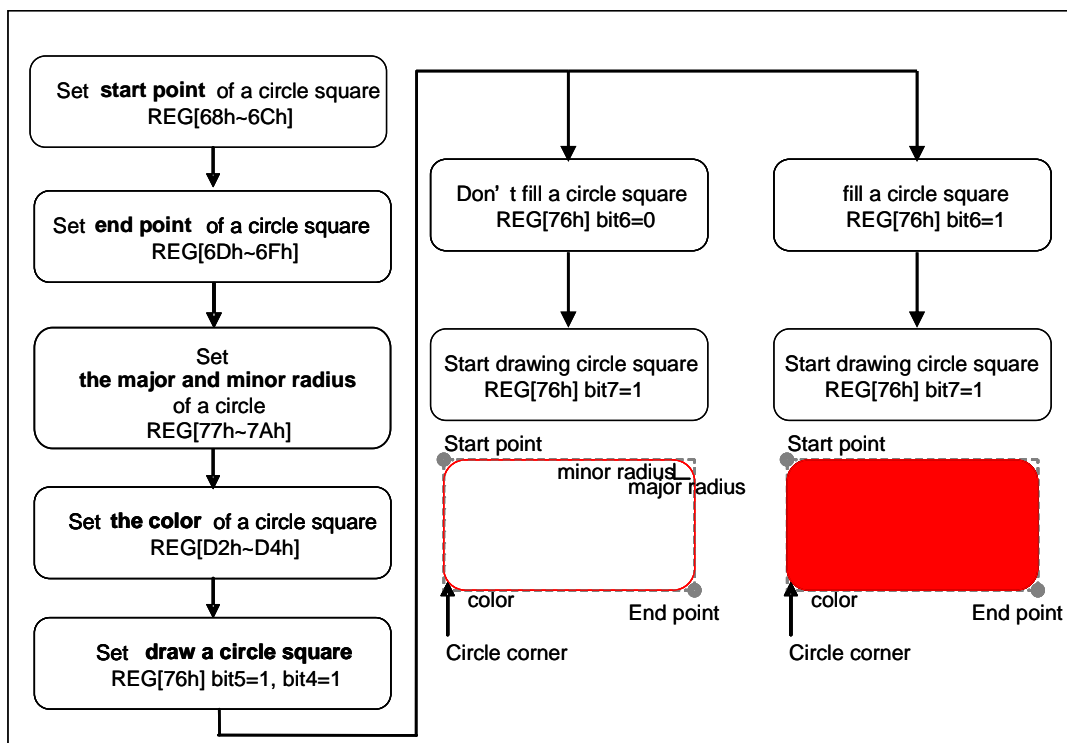 Set start point of a circle square
REG[68h~6Ch]
Set end point of a circle square
REG[6Dh~6Fh]
Set
the major and minor radius
of a circle
REG[77h~7Ah]
Set the color of a circle square
REG[D2h~D4h]
Set draw a circle square
REG[76h] bit5=1, bit4=1
Don't fill a circle square
REG[76h] bit6=0
Start drawing circle square
REG[76h] bit7=1
Start point
minor radius
major radius
color
End point
Circle corner
fill a circle square
REG[76h] bit6=1
Start drawing circle square
REG[76h] bit7=1
Start point
color
End point
Circle corner